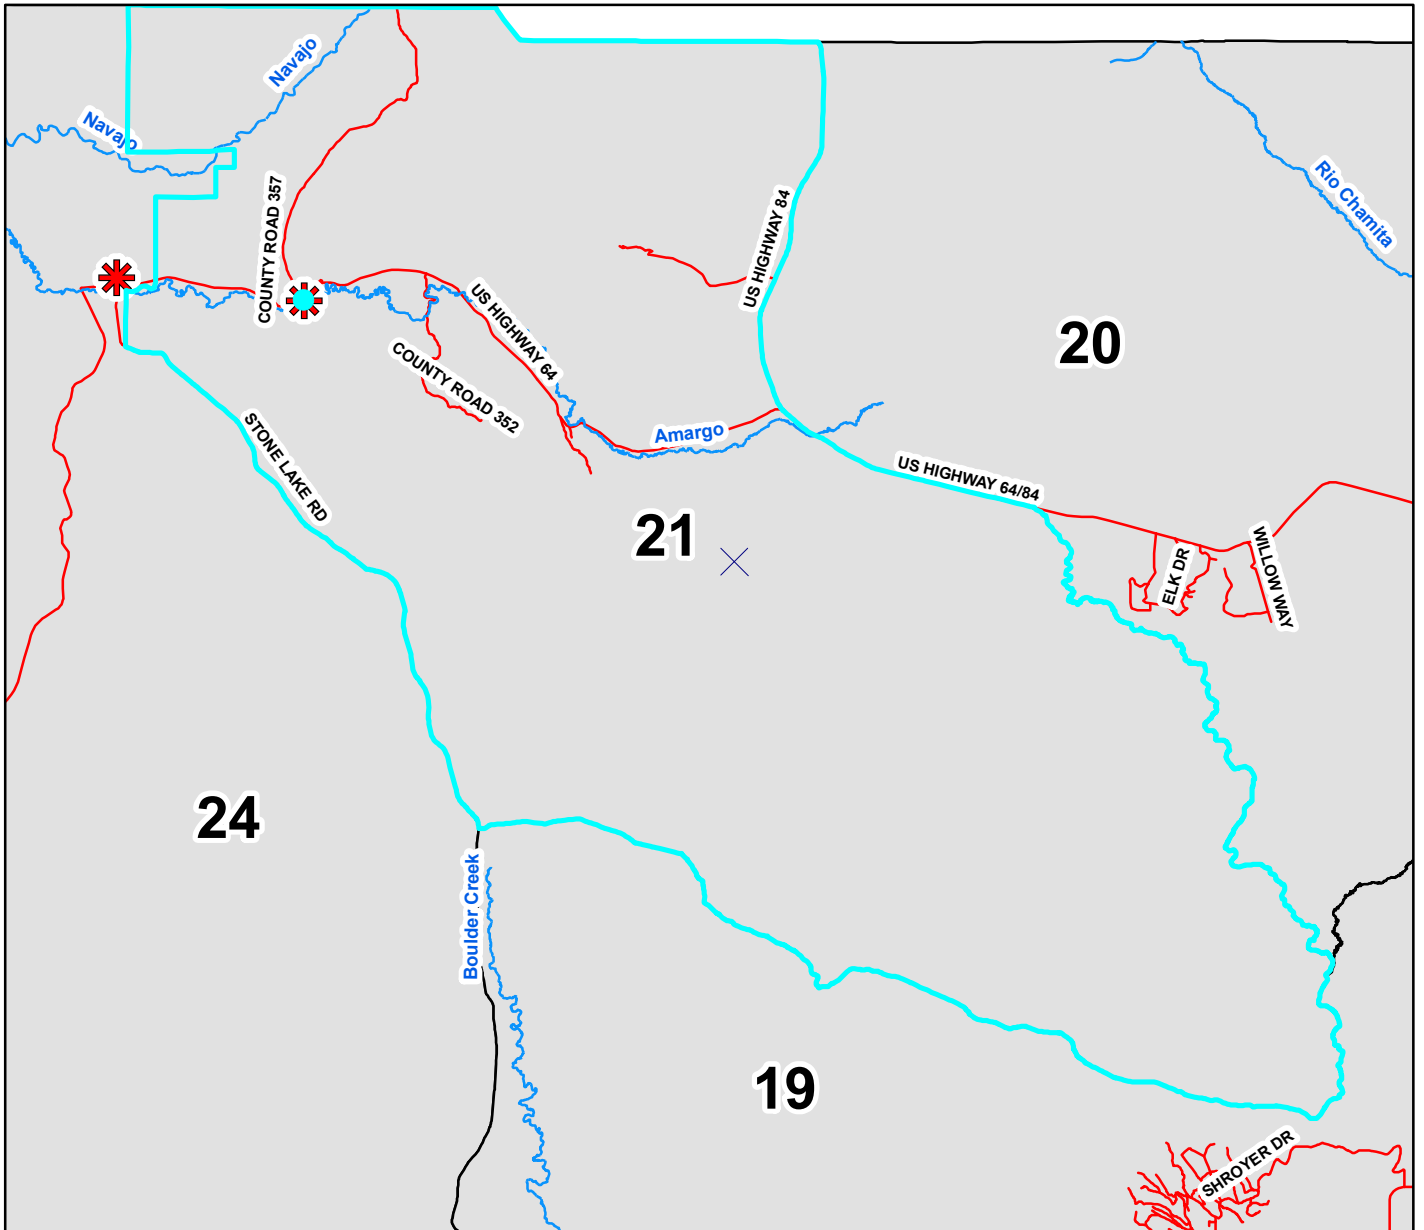 Navajo
Navajo
Rio Chamita
COUNTY ROAD 357
US HIGHWAY 84
US HIGHWAY 64
20
COUNTY ROAD 352
Amargo
STONE LAKE RD
US HIGHWAY 64/84
21
ELK DR
WILLOW WAY
24
Boulder Creek
19
SHROYER DR